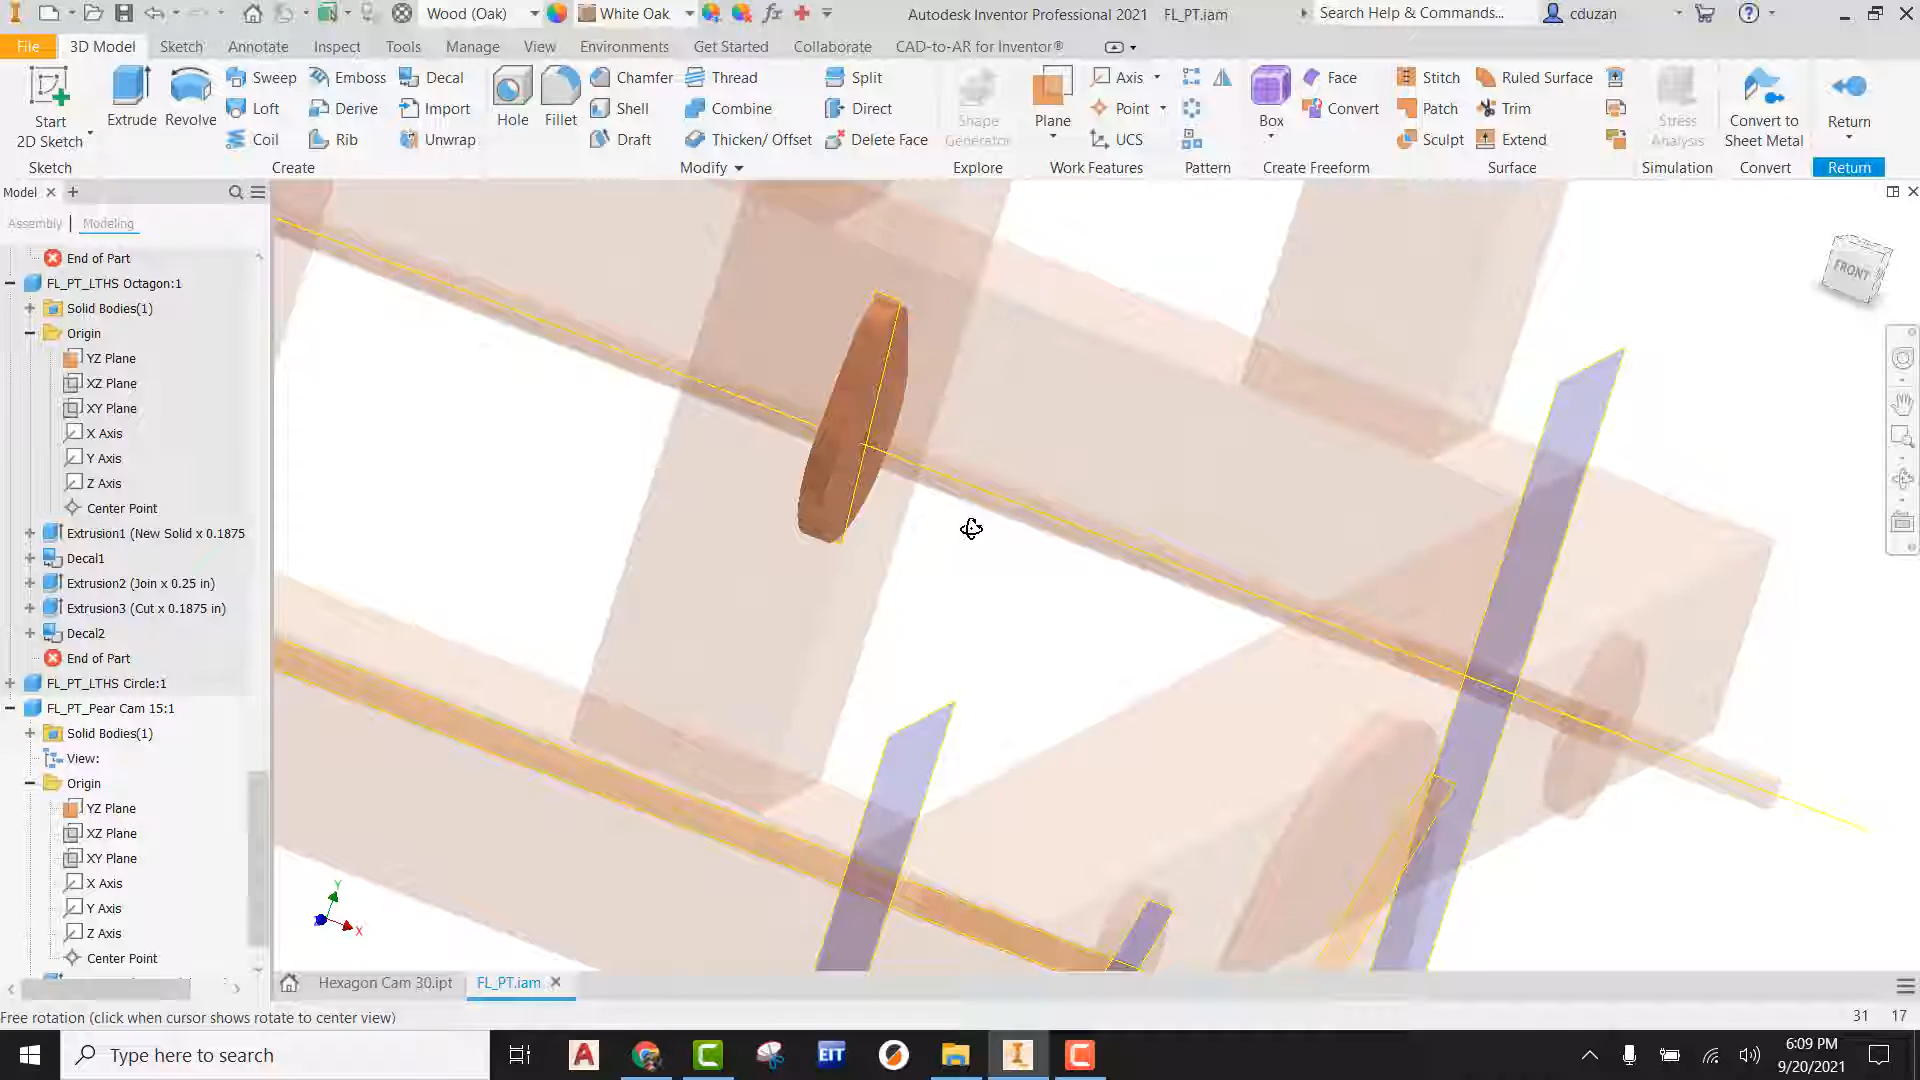 Wood (Oak) White Oak fx Autodesk Inventor Professional 2021 FL_PT.iam Search Help & Commands... cduzan
File 3D Model Sketch Annotate Inspect Tools Manage View Environments Get Started Collaborate CAD-to-AR for Inventor®
Start 2D Sketch
Extrude Revolve
Sweep Emboss Decal
Loft Derive Import
Coil Rib Unwrap
Hole Fillet
Chamfer Thread Split
Shell Combine Direct
Draft Thicken/ Offset Delete Face
Shape Generator
Plane
Axis
Point
UCS
Box
Face
Convert
Stitch Ruled Surface
Patch Trim
Sculpt Extend
Stress Analysis
Convert to Sheet Metal
Return
Sketch Create Modify Explore Work Features Pattern Create Freeform Surface Simulation Convert Return
Model
Assembly | Modeling
End of Part
FL_PT_LTHS Octagon:1
Solid Bodies(1)
Origin
YZ Plane
XZ Plane
XY Plane
X Axis
Y Axis
Z Axis
Center Point
Extrusion1 (New Solid x 0.1875
Decal1
Extrusion2 (Join x 0.25 in)
Extrusion3 (Cut x 0.1875 in)
Decal2
End of Part
FL_PT_LTHS Circle:1
FL_PT_Pear Cam 15:1
Solid Bodies(1)
View:
Origin
YZ Plane
XZ Plane
XY Plane
X Axis
Y Axis
Z Axis
Center Point
FRONT
Y
X
Hexagon Cam 30.ipt FL_PT.iam
Free rotation (click when cursor shows rotate to center view) 31 17
Type here to search
EIT
6:09 PM
9/20/2021